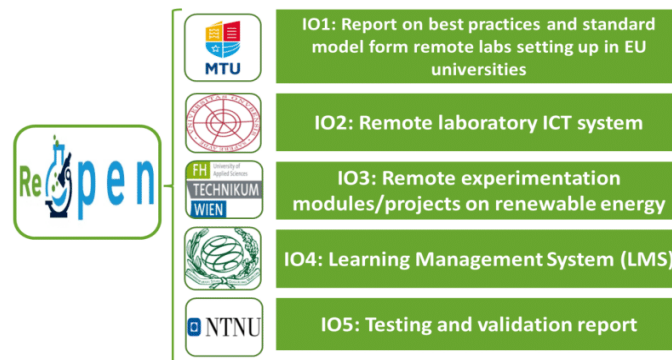 IO1: Report on best practices and standard
model form remote labs setting up in EU
universities
MTU
IO2: Remote laboratory ICT system
Re pen
FH
University of
Applied Sciences
TECHNIKUM
WIEN
IO3: Remote experimentation
modules/projects on renewable energy
IO4: Learning Management System (LMS)
NTNU
IO5: Testing and validation report